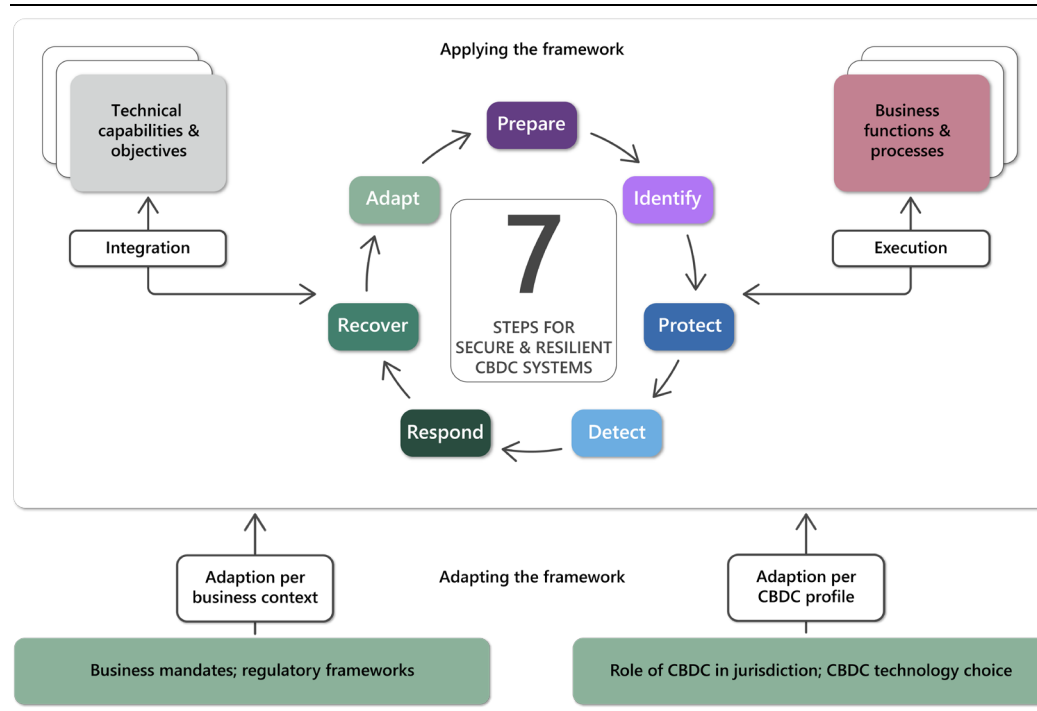 Applying the framework
Technical
capabilities &
objectives
Business
functions &
processes
Prepare
Adapt
Identify
7
STEPS FOR
SECURE & RESILIENT
CBDC SYSTEMS
Integration
Execution
Recover
Protect
Respond
Detect
Adaption per
business context
Adapting the framework
Adaption per
CBDC profile
Business mandates; regulatory frameworks
Role of CBDC in jurisdiction; CBDC technology choice